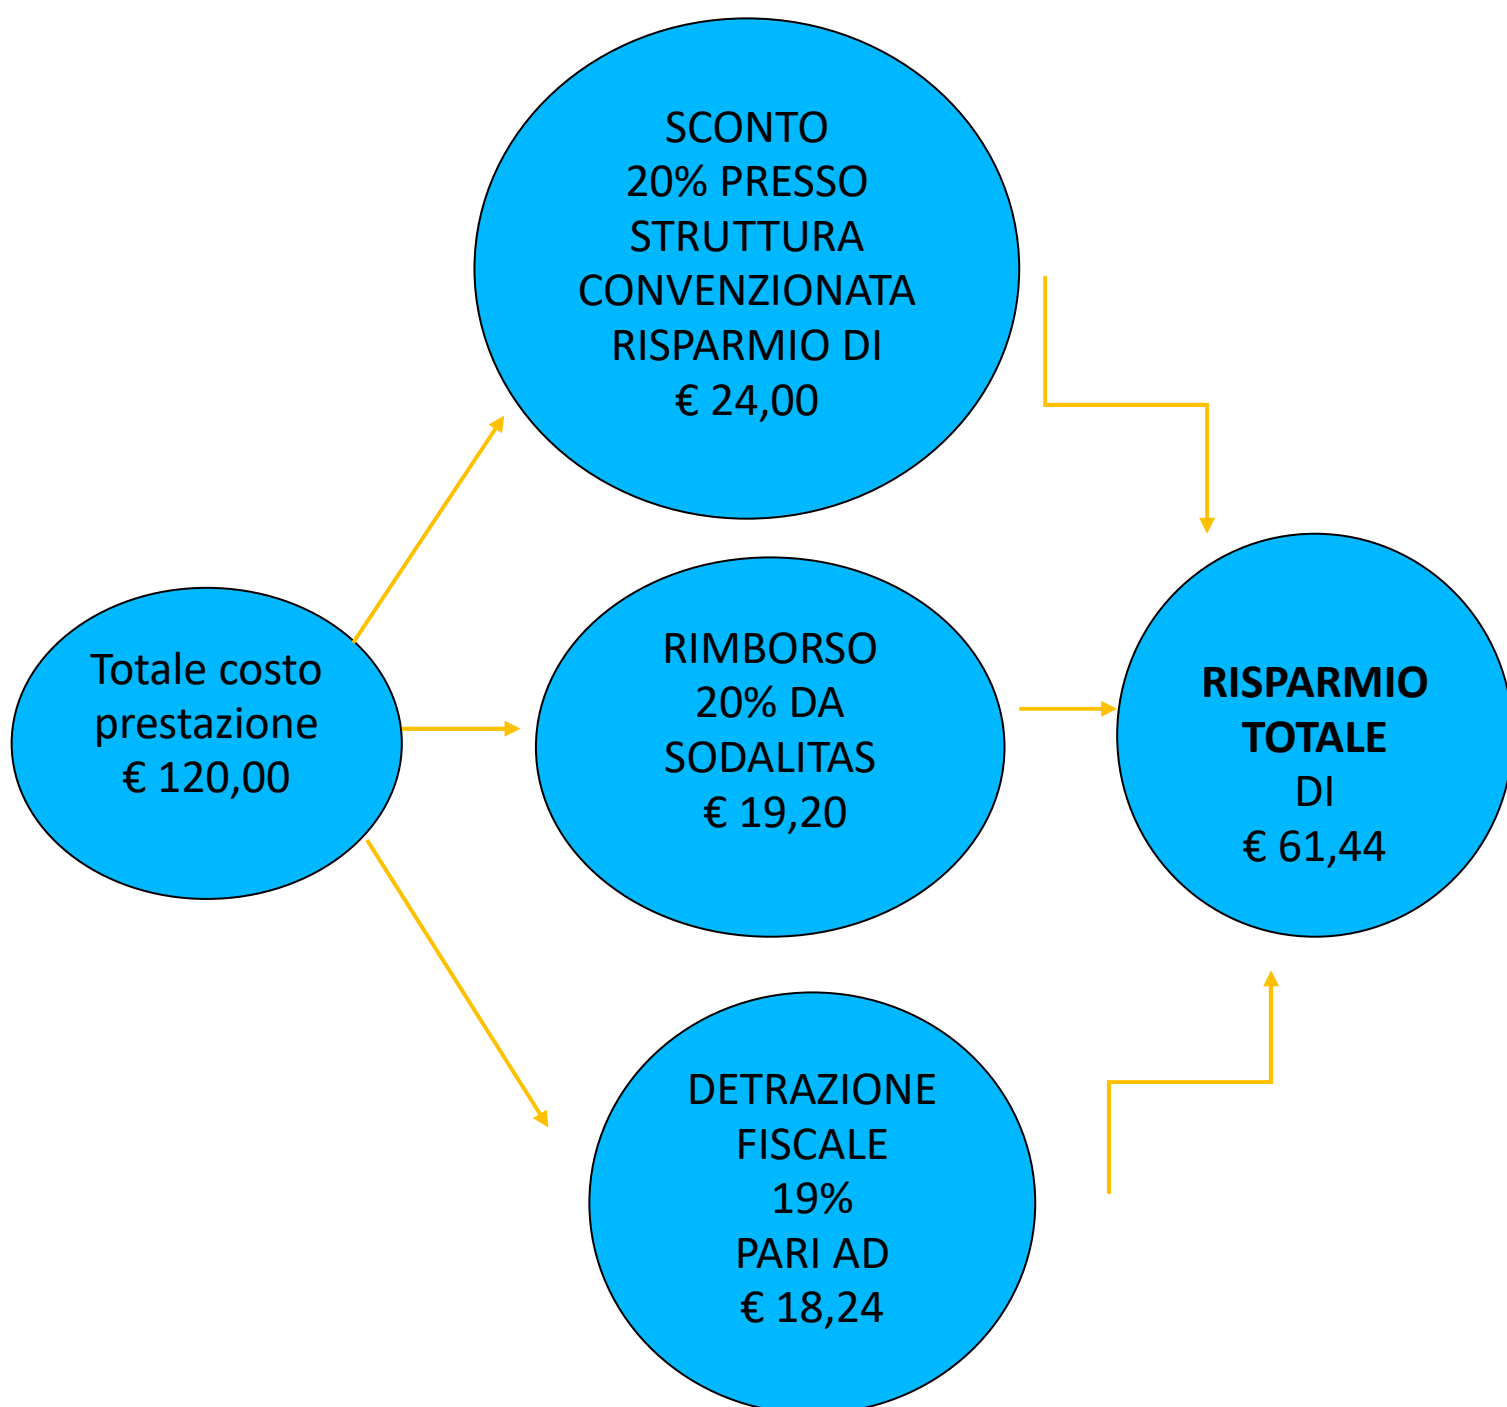 Totale costo
prestazione
€ 120,00
SCONTO
20% PRESSO
STRUTTURA
CONVENZIONATA
RISPARMIO DI
€ 24,00
RIMBORSO
20% DA
SODALITAS
€ 19,20
DETRAZIONE
FISCALE
19%
PARI AD
€ 18,24
RISPARMIO
TOTALE
DI
€ 61,44